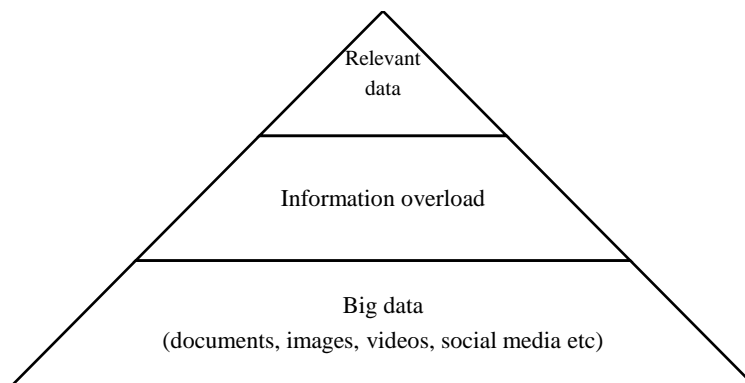 Relevant
data
Information overload
Big data
(documents, images, videos, social media etc)